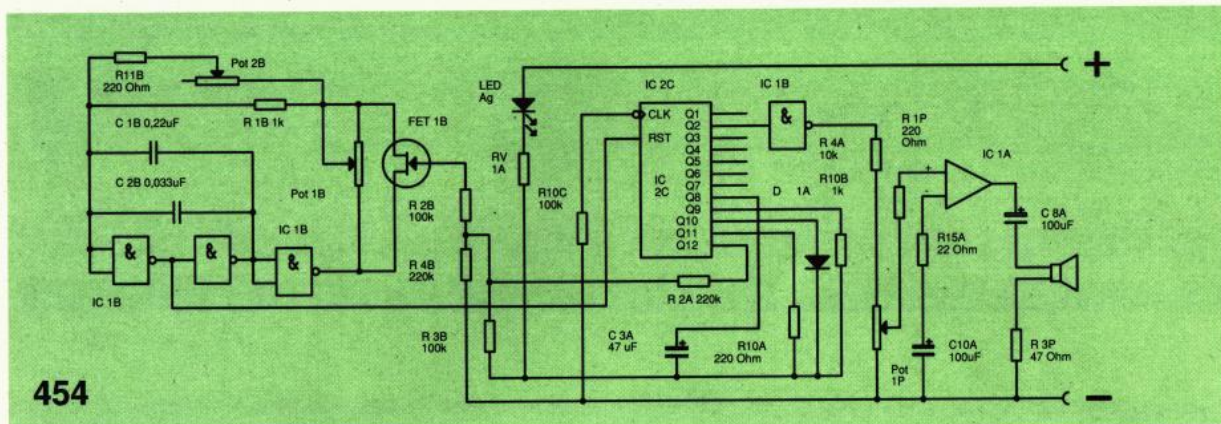 R11B
220 Ohm
Pot 2B
R 1B 1k
C 1B 0,22uF
C 2B 0,033uF
Pot 1B
FET 1B
IC 1B
&
&
&
IC 1B
R 2B
100k
R 4B
220k
R 3B
100k
LED
Ag
RV
1A
R10C
100k
IC 2C
CLK
RST
IC
2C
Q1
Q2
Q3
Q4
Q5
Q6
Q7
Q8
Q9
Q10
Q11
Q12
R 2A 220k
C 3A
47 uF
R10A
220 Ohm
IC 1B
&
R 4A
10k
D 1A
R10B
1k
R 1P
220
Ohm
IC 1A
+
-
R15A
22 Ohm
C10A
100uF
Pot
1P
C 8A
100uF
R 3P
47 Ohm
+
+
+
+
−
454